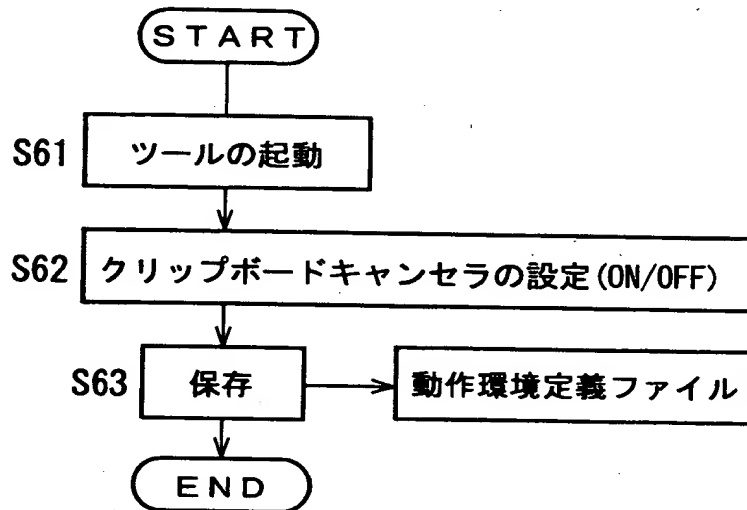 START
S61 ツールの起動
S62 クリップボードキャンセラの設定(ON/OFF)
S63 保存 動作環境定義ファイル
END